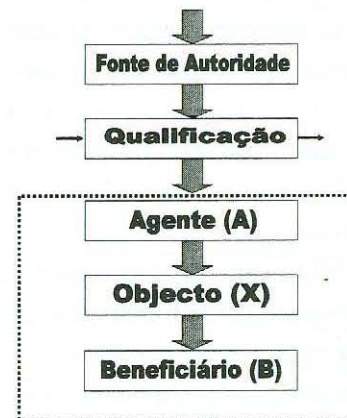 Fonte de Autoridade
Qualificação
Agente (A)
Objecto (X)
Beneficiário (B)